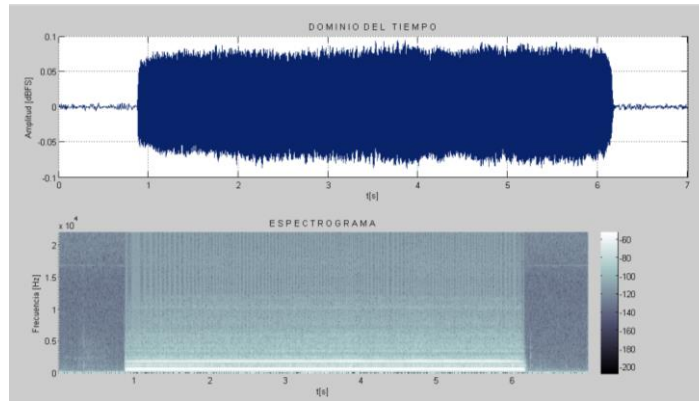 DOMINIO DEL TIEMPO
Amplitud [dBFS]
0.1
0.05
0
-0.05
-0.1
0 1 2 3 4 5 6 7
t[s]
ESPECTROGRAMA
x 10⁴
Frecuencia [Hz]
2
1.5
1
0.5
0
1 2 3 4 5 6
t[s]
-60
-80
-100
-120
-140
-160
-180
-200